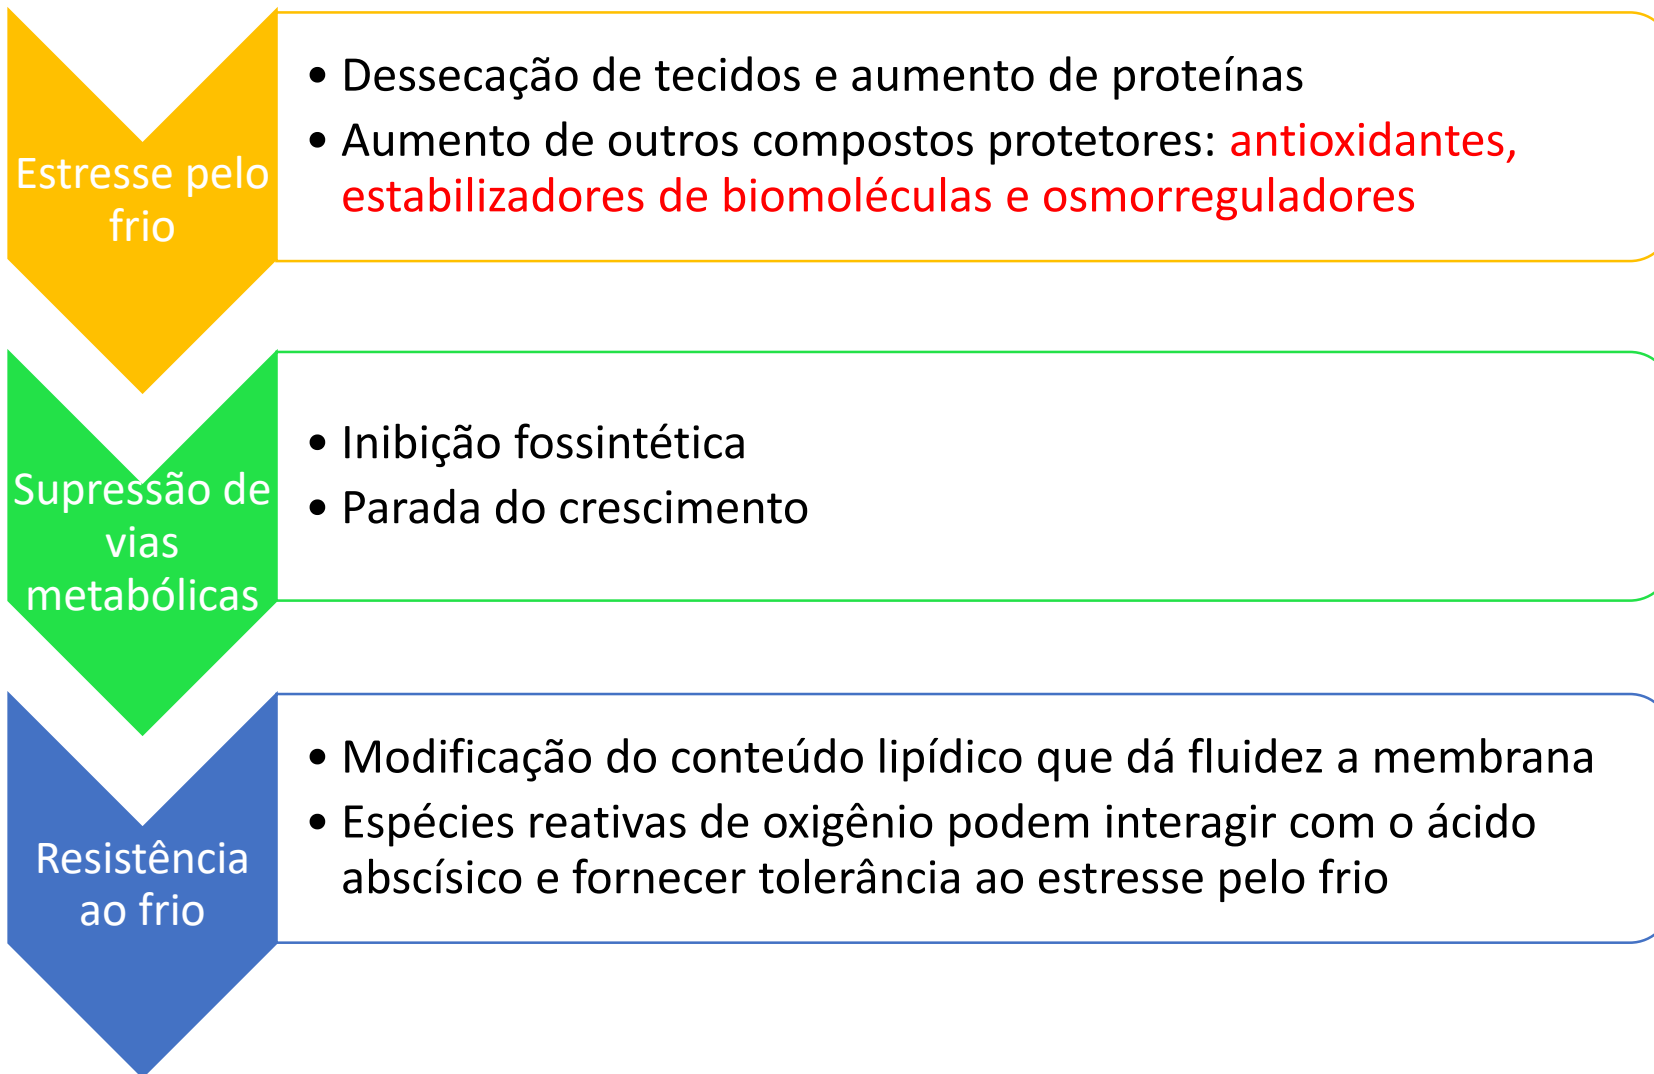 Estresse pelo
frio
• Dessecação de tecidos e aumento de proteínas
• Aumento de outros compostos protetores: antioxidantes,
estabilizadores de biomoléculas e osmorreguladores
Supressão de
vias
metabólicas
• Inibição fossintética
• Parada do crescimento
Resistência
ao frio
• Modificação do conteúdo lipídico que dá fluidez a membrana
• Espécies reativas de oxigênio podem interagir com o ácido
abscísico e fornecer tolerância ao estresse pelo frio